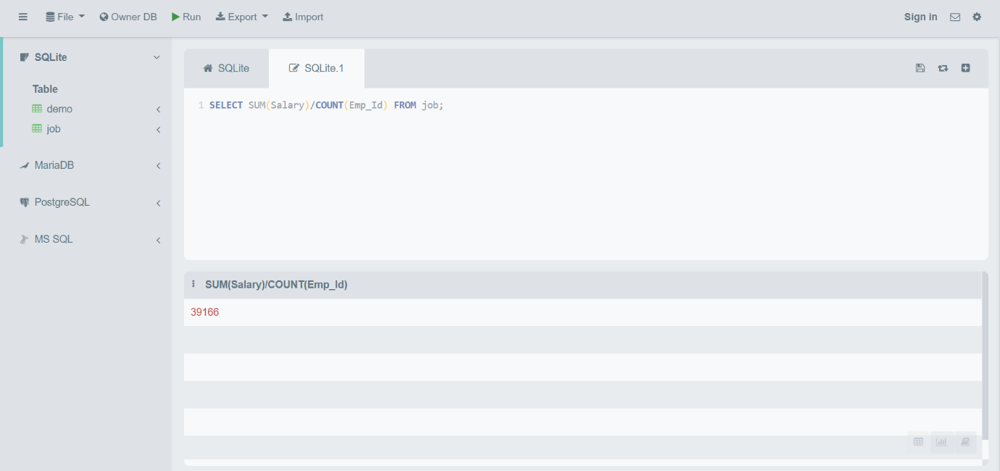 File Owner DB Run Export Import Sign in
SQLite
Table
demo
job
MariaDB
PostgreSQL
MS SQL
SQLite SQLite.1
1 SELECT SUM(Salary)/COUNT(Emp_Id) FROM job;
SUM(Salary)/COUNT(Emp_Id)
39166